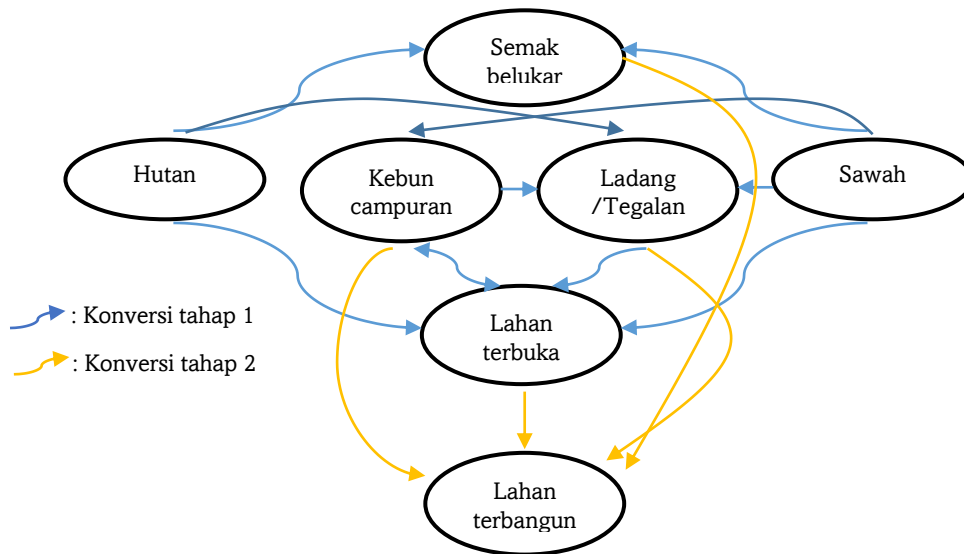 Semak
belukar
Hutan
Kebun
campuran
Ladang
/Tegalan
Sawah
: Konversi tahap 1
: Konversi tahap 2
Lahan
terbuka
Lahan
terbangun